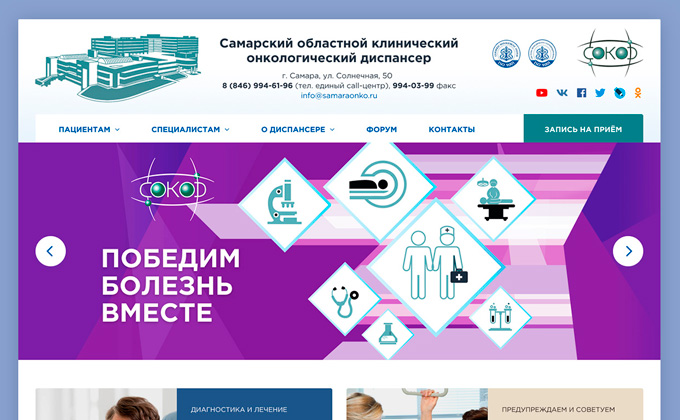 Самарский областной клинический
онкологический диспансер
г. Самара, ул. Солнечная, 50
8 (846) 994-61-96 (тел. единый call-центр), 994-03-99 факс
info@samaraonko.ru
СОКОД
ПАЦИЕНТАМ
СПЕЦИАЛИСТАМ
О ДИСПАНСЕРЕ
ФОРУМ
КОНТАКТЫ
ЗАПИСЬ НА ПРИЁМ
СОКОД
ПОБЕДИМ
БОЛЕЗНЬ
ВМЕСТЕ
ДИАГНОСТИКА И ЛЕЧЕНИЕ
ПРЕДУПРЕЖДАЕМ И СОВЕТУЕМ